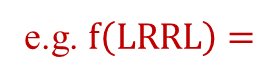 e.g. f(LRRL) =